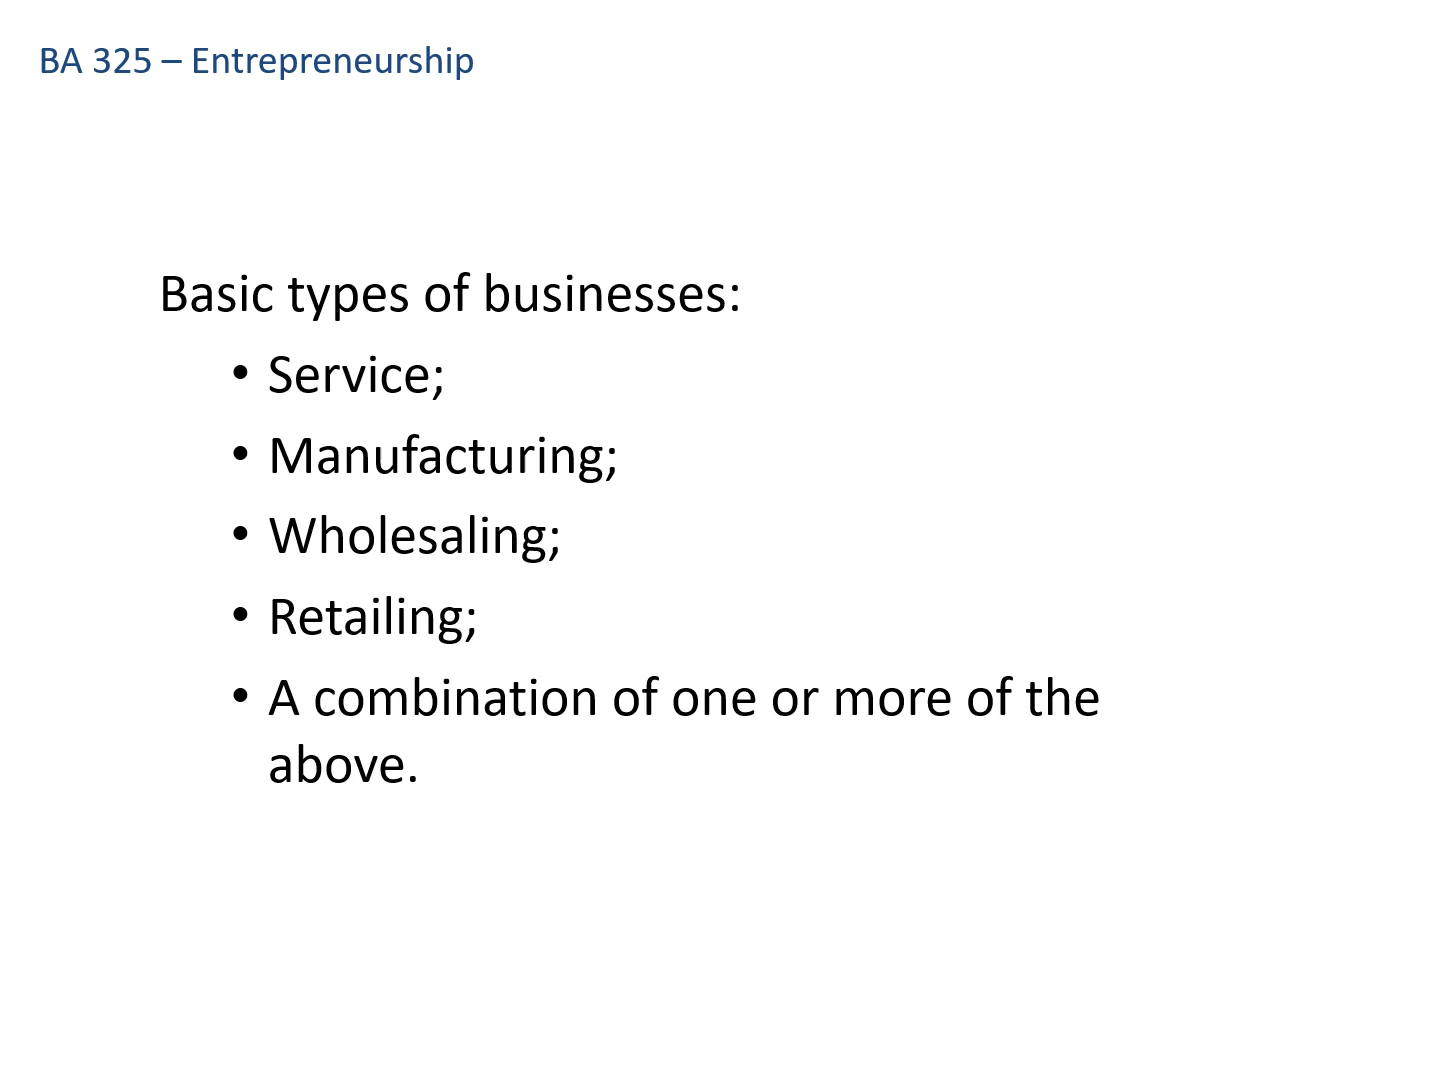 BA 325 – Entrepreneurship
Basic types of businesses:
• Service;
• Manufacturing;
• Wholesaling;
• Retailing;
• A combination of one or more of the
above.